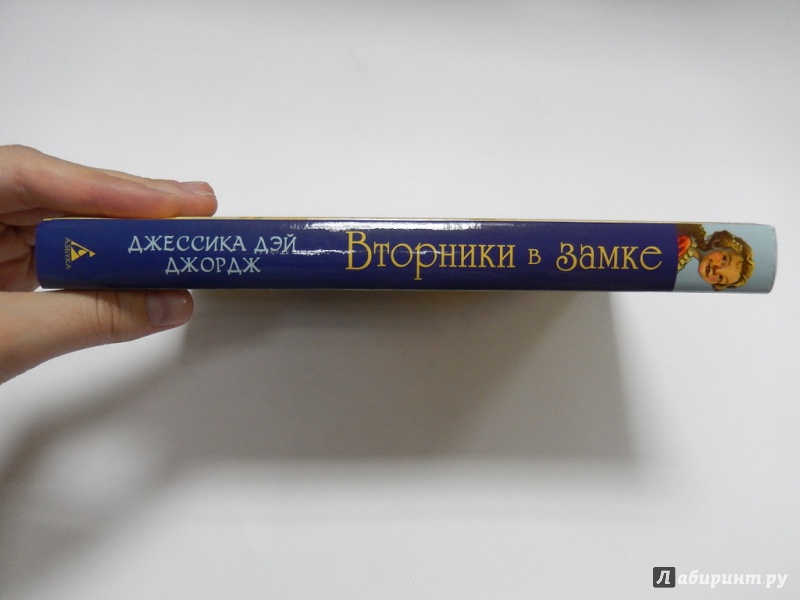 АЗБУКА
ДЖЕССИКА ДЭЙ
ДЖОРДЖ
Вторники в замке
Лабиринт.ру